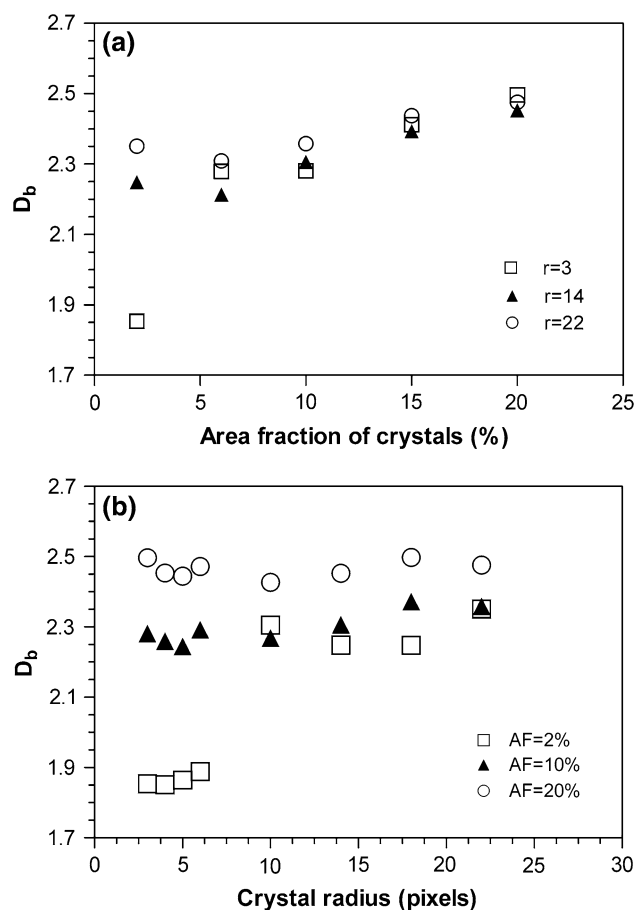 (a)
2.7
2.5
2.3
2.1
1.9
1.7
D_b
0 5 10 15 20 25
Area fraction of crystals (%)
r=3
r=14
r=22
(b)
2.7
2.5
2.3
2.1
1.9
1.7
D_b
0 5 10 15 20 25 30
Crystal radius (pixels)
AF=2%
AF=10%
AF=20%